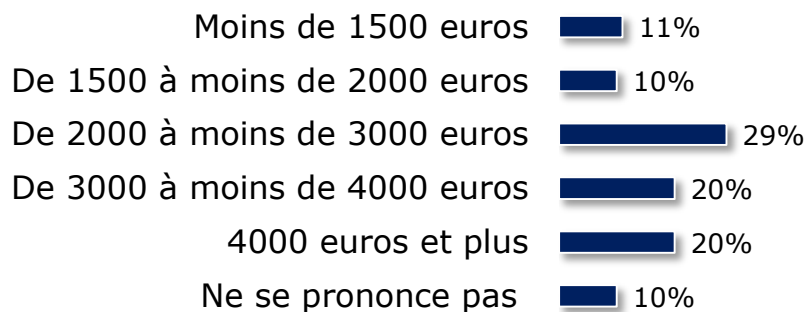 Moins de 1500 euros 11%
De 1500 à moins de 2000 euros 10%
De 2000 à moins de 3000 euros 29%
De 3000 à moins de 4000 euros 20%
4000 euros et plus 20%
Ne se prononce pas 10%